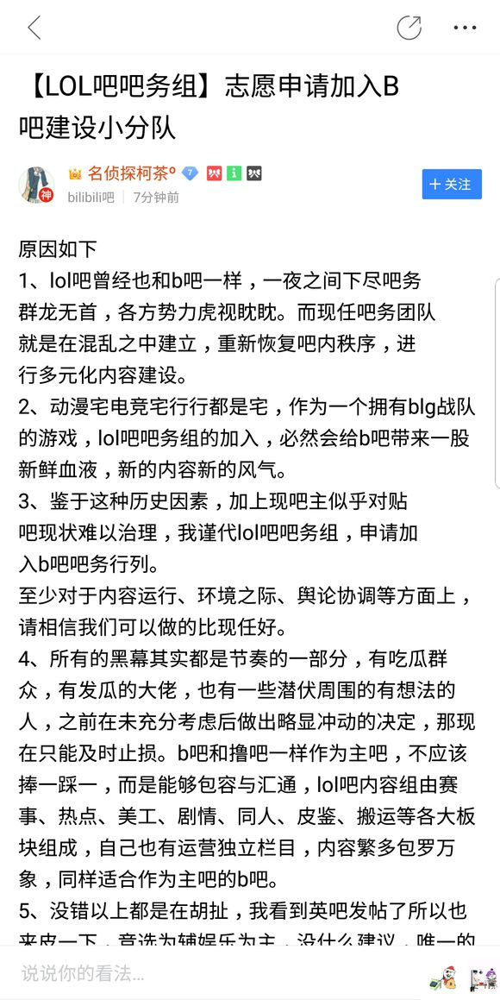 【LOL吧吧务组】志愿申请加入B
吧建设小分队
名侦探柯茶º 7
神
bilibili吧 7分钟前
+ 关注
原因如下
1、lol吧曾经也和b吧一样，一夜之间下尽吧务
群龙无首，各方势力虎视眈眈。而现任吧务团队
就是在混乱之中建立，重新恢复吧内秩序，进
行多元化内容建设。
2、动漫宅电竞宅行行都是宅，作为一个拥有blg战队
的游戏，lol吧吧务组的加入，必然会给b吧带来一股
新鲜血液，新的内容新的风气。
3、鉴于这种历史因素，加上现吧主似乎对贴
吧现状难以治理，我谨代lol吧吧务组，申请加
入b吧吧务行列。
至少对于内容运行、环境之际、舆论协调等方面上，
请相信我们可以做的比现任好。
4、所有的黑幕其实都是节奏的一部分，有吃瓜群
众，有发瓜的大佬，也有一些潜伏周围的有想法的
人，之前在未充分考虑后做出略显冲动的决定，那现
在只能及时止损。b吧和撸吧一样作为主吧，不应该
捧一踩一，而是能够包容与汇通，lol吧内容组由赛
事、热点、美工、剧情、同人、皮鉴、搬运等各大板
块组成，自己也有运营独立栏目，内容繁多包罗万
象，同样适合作为主吧的b吧。
5、没错以上都是在胡扯，我看到英吧发帖了所以也
来皮一下，竞选为辅娱乐为主，没什么建议，唯一的
说说你的看法...